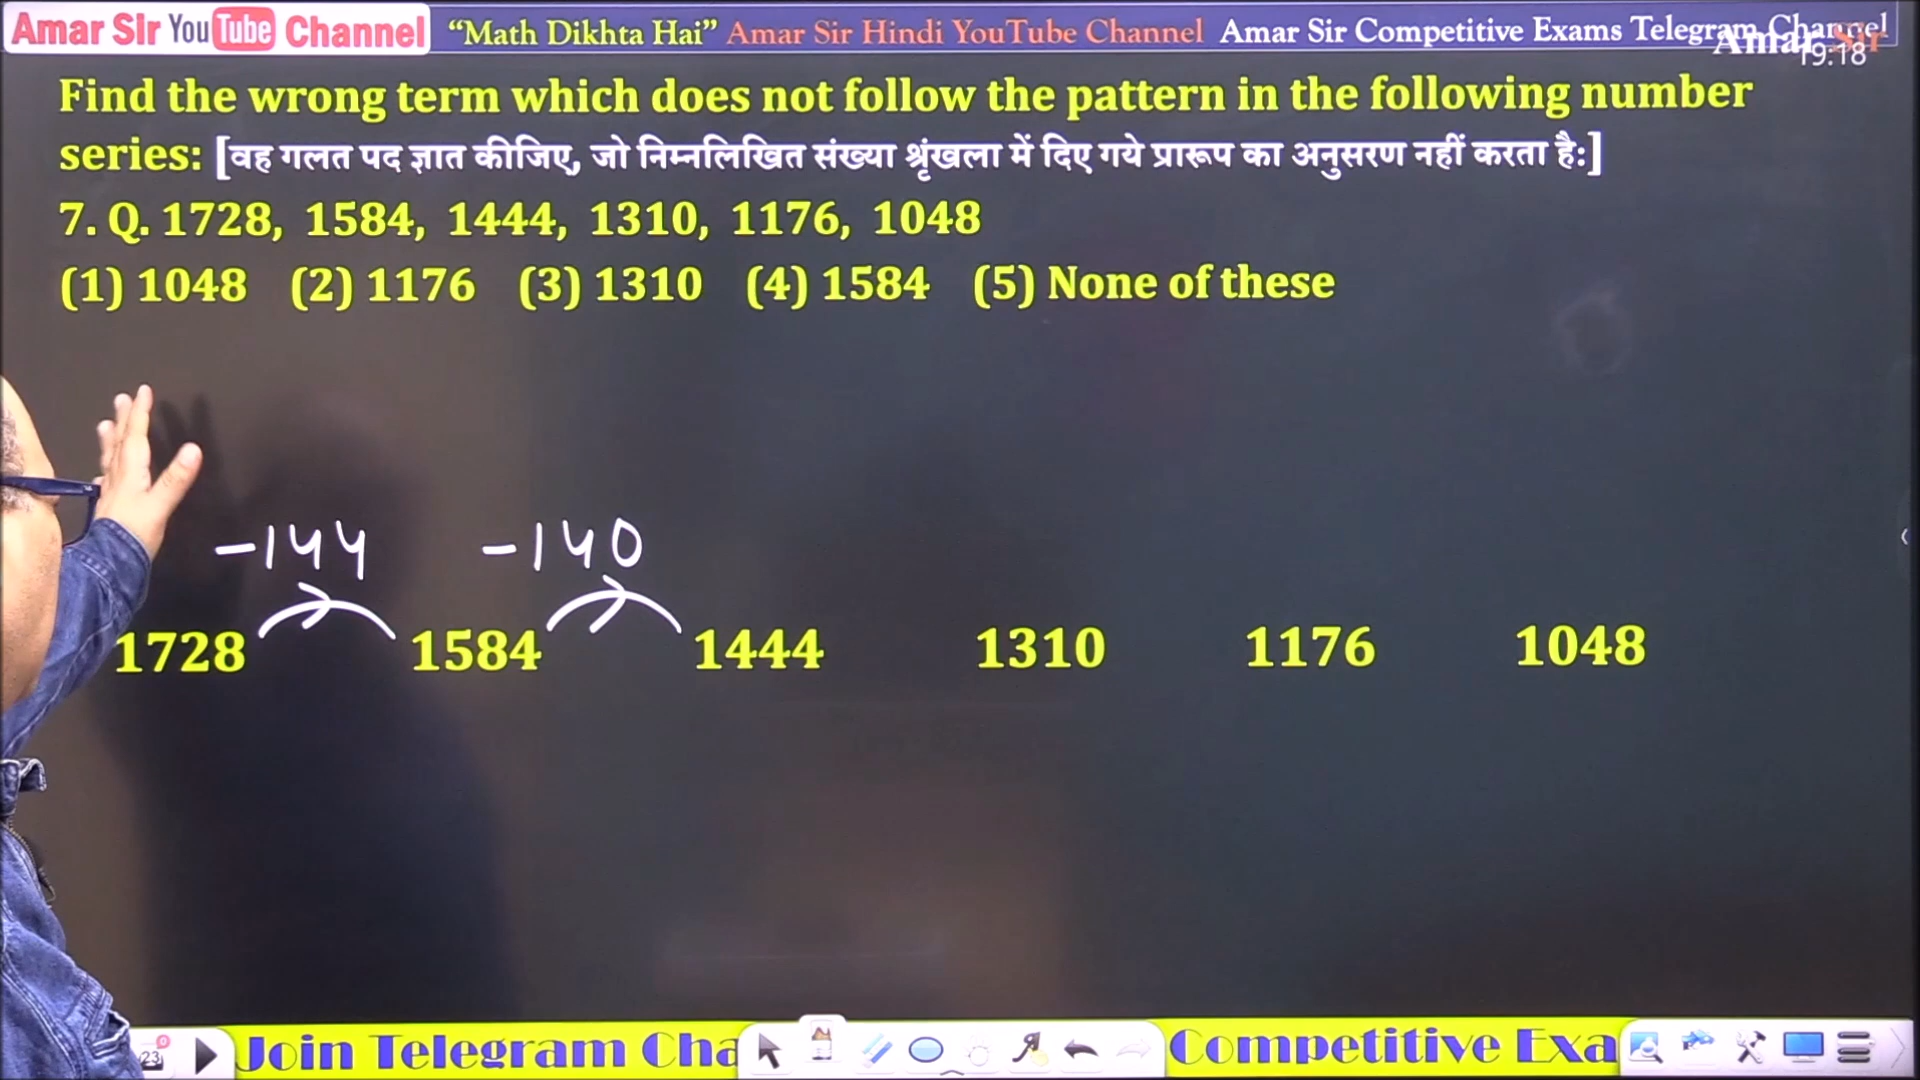 Amar Sir YouTube Channel "Math Dikhta Hai" Amar Sir Hindi YouTube Channel Amar Sir Competitive Exams Telegram Channel
Amar Sir
19:18
Find the wrong term which does not follow the pattern in the following number
series: [वह गलत पद ज्ञात कीजिए, जो निम्नलिखित संख्या श्रृंखला में दिए गये प्रारूप का अनुसरण नहीं करता है:]
7. Q. 1728, 1584, 1444, 1310, 1176, 1048
(1) 1048 (2) 1176 (3) 1310 (4) 1584 (5) None of these
-144 -140
1728 1584 1444 1310 1176 1048
23 Join Telegram Cha Competitive Exa